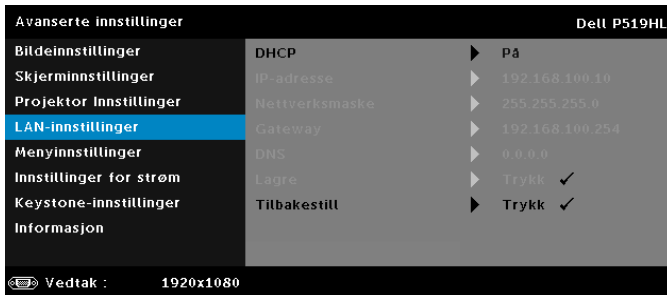 Avanserte innstillinger Dell P519HL
Bildeinnstillinger
Skjerminnstillinger
Projektor Innstillinger
LAN-innstillinger
Menyinnstillinger
Innstillinger for strøm
Keystone-innstillinger
Informasjon
DHCP På
IP-adresse 192.168.100.10
Nettverksmaske 255.255.255.0
Gateway 192.168.100.254
DNS 0.0.0.0
Lagre Trykk ✓
Tilbakestill Trykk ✓
Vedtak : 1920x1080